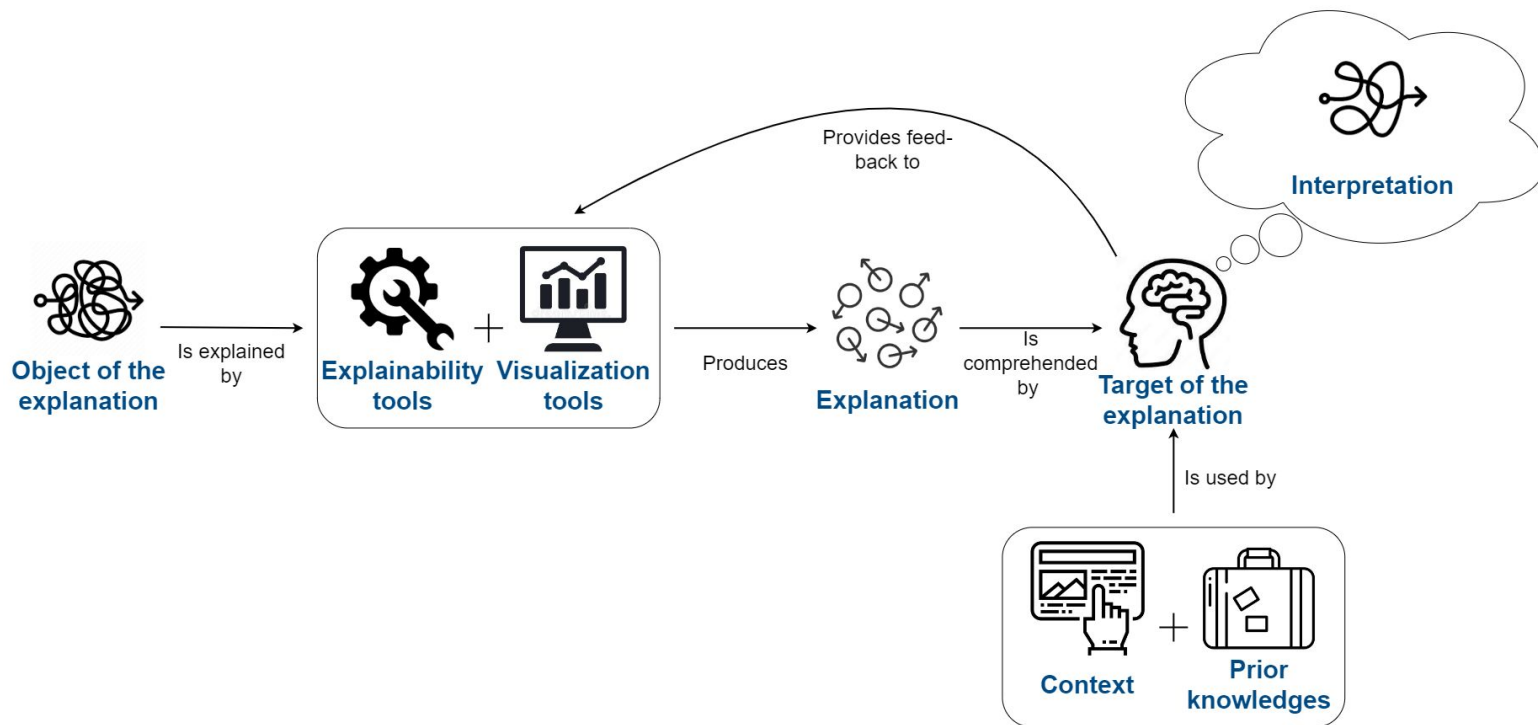 Interpretation
Provides feed-
back to
Object of the
explanation
Is explained
by
Explainability
tools
Visualization
tools
Produces
Explanation
Is
comprehended
by
Target of the
explanation
Is used by
Context
Prior
knowledges